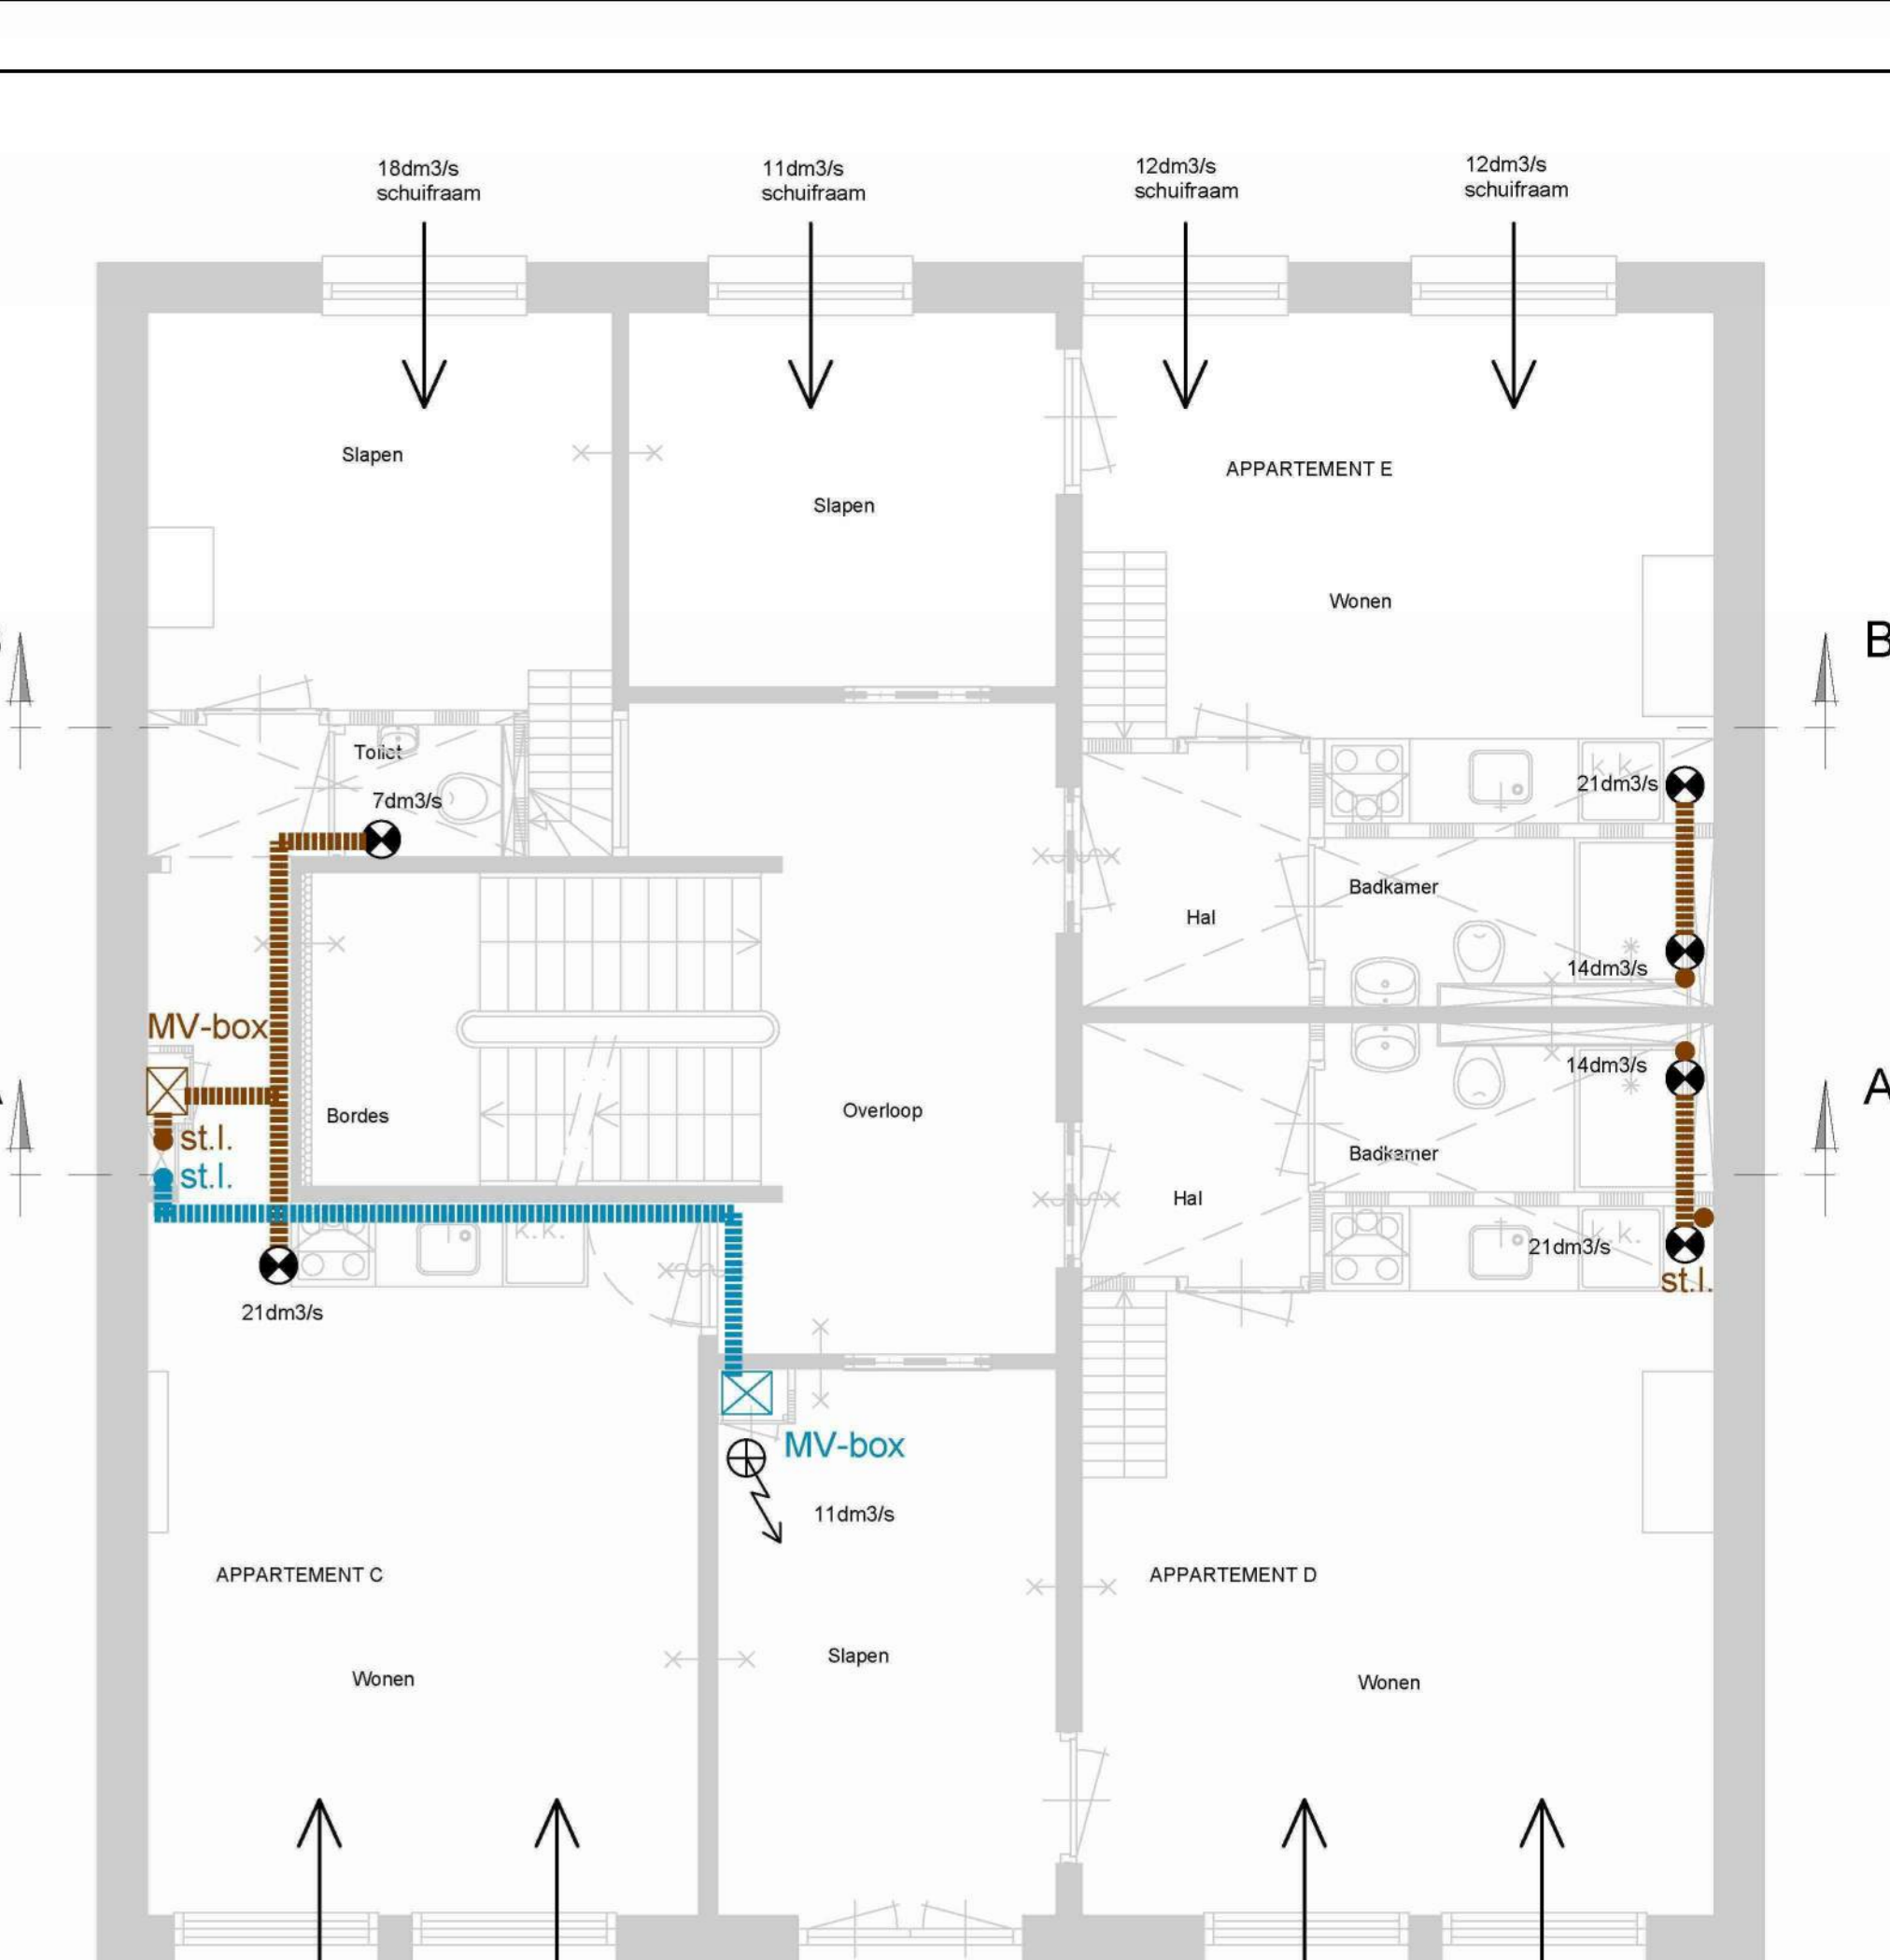 18dm3/s
schuifraam
11dm3/s
schuifraam
12dm3/s
schuifraam
12dm3/s
schuifraam
Slapen
Slapen
APPARTEMENT E
Wonen
B
Toilet
7dm3/s
k.k.
21dm3/s
Badkamer
Hal
14dm3/s
MV-box
st.l.
st.l.
Bordes
Overloop
14dm3/s
A
Badkamer
Hal
k.k.
k.k.
21dm3/s
st.l.
21dm3/s
MV-box
11dm3/s
APPARTEMENT C
APPARTEMENT D
Slapen
Wonen
Wonen